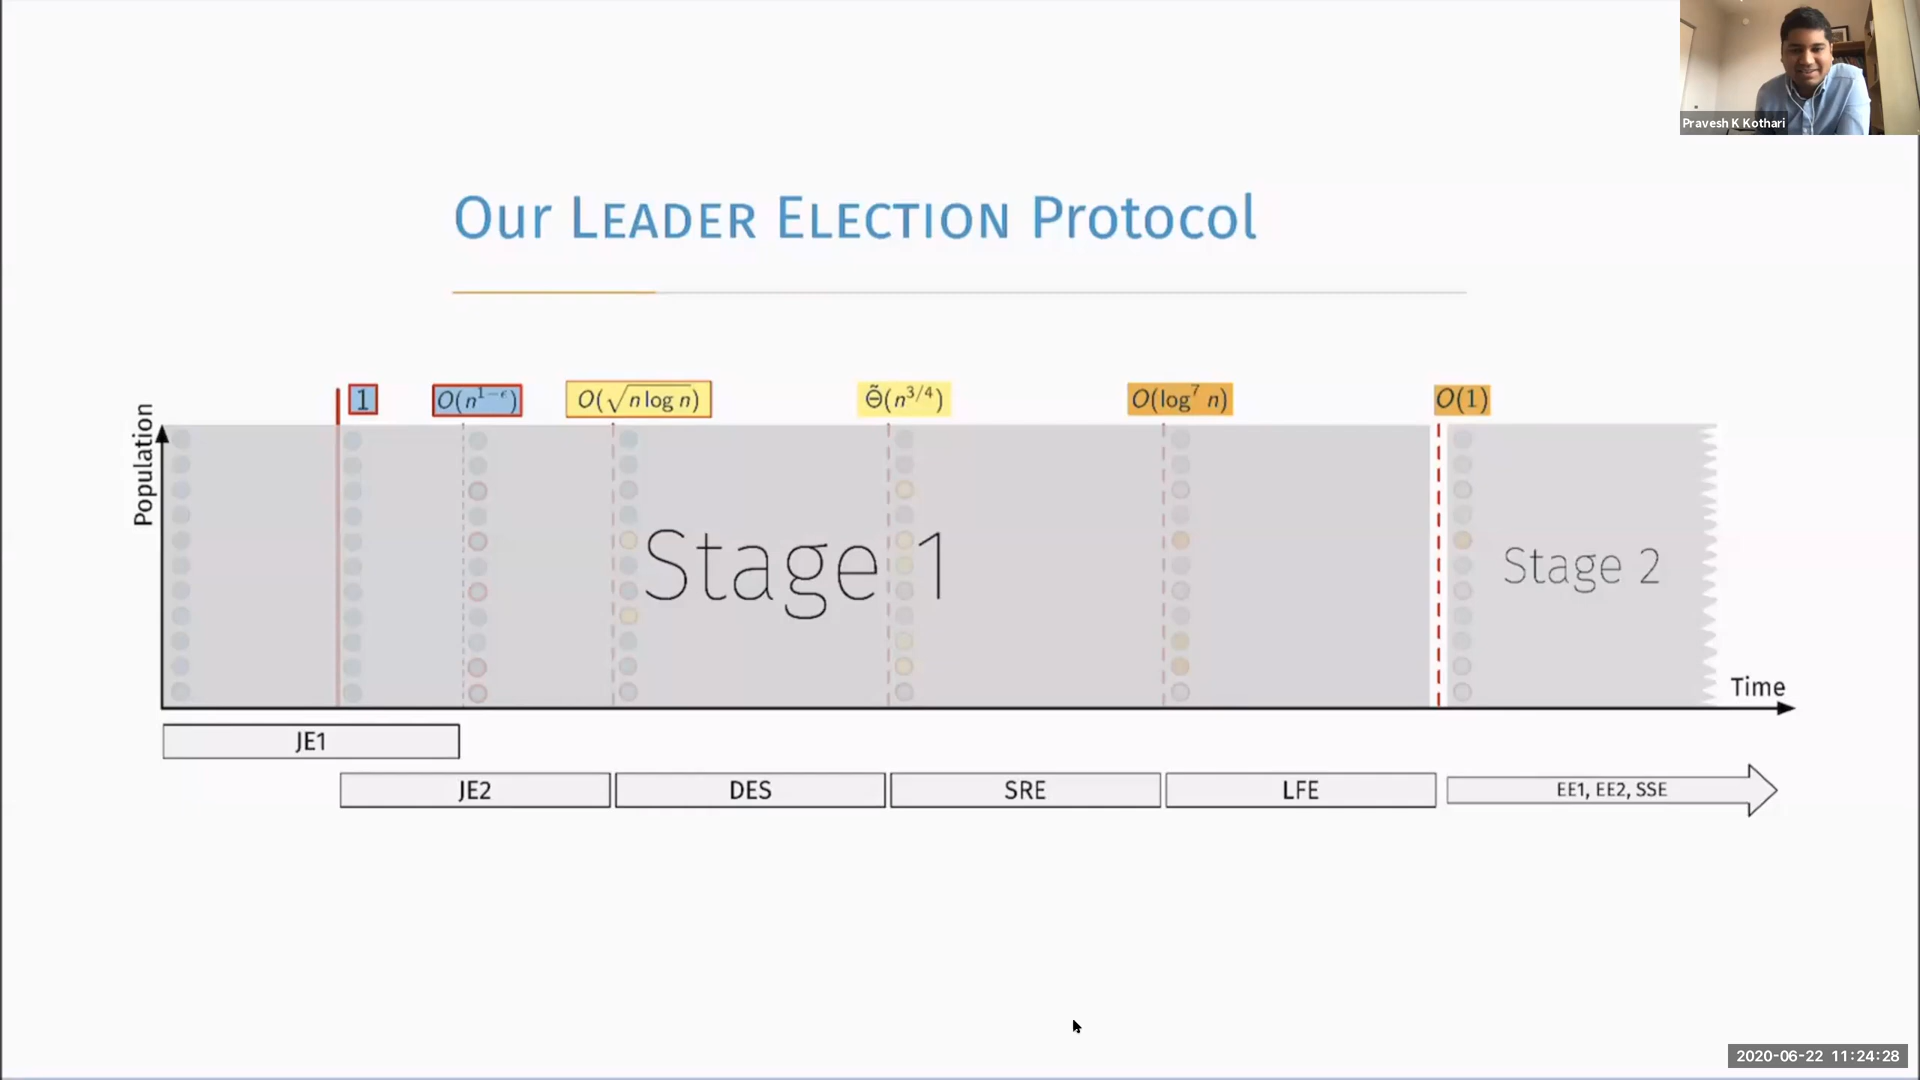 Pravesh K Kothari
Our LEADER ELECTION Protocol
1
O(n^{1-ϵ})
O(√n log n)
Θ̃(n^{3/4})
O(log^7 n)
O(1)
Population
Stage 1
Stage 2
Time
JE1
JE2
DES
SRE
LFE
EE1, EE2, SSE
2020-06-22 11:24:28